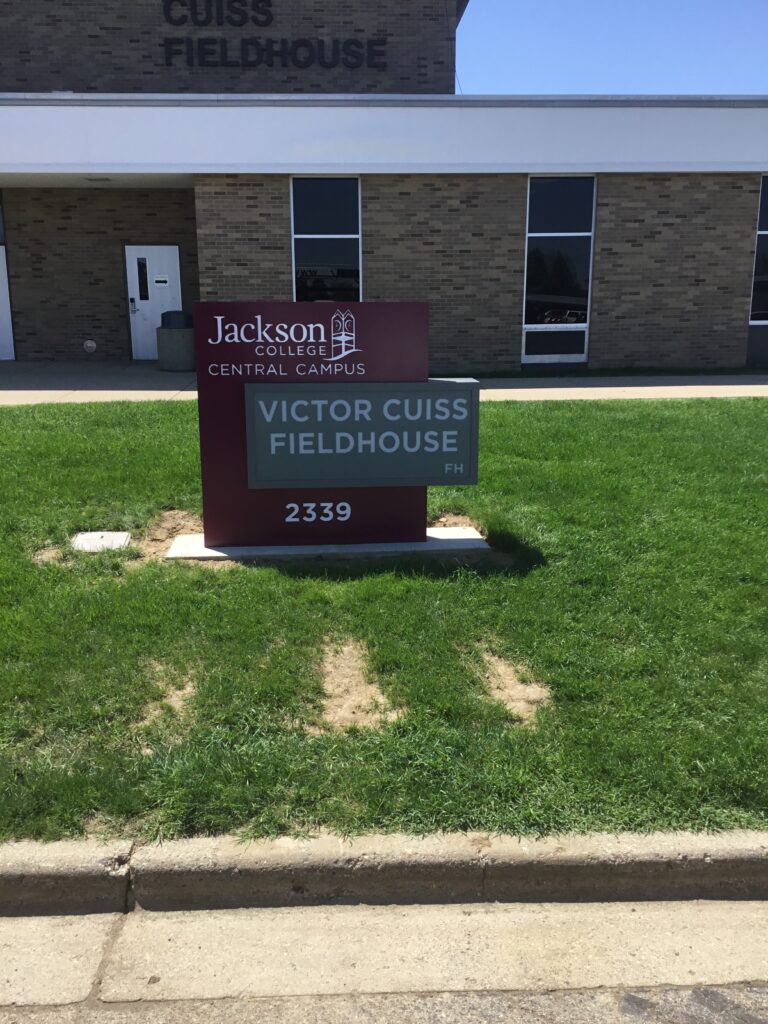 CUISS
FIELDHOUSE
Jackson
COLLEGE
CENTRAL CAMPUS
VICTOR CUISS
FIELDHOUSE
FH
2339